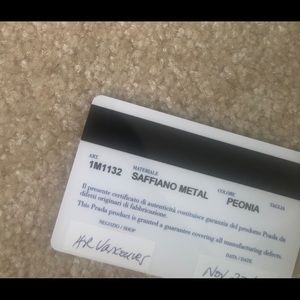 ART. MATERIALE COLORE TAGLIA
1M1132 SAFFIANO METAL PEONIA
Il presente certificato di autenticità costituisce garanzia del prodotto Prada da
difetti originari di fabbricazione.
This Prada product is granted a guarantee covering all manufacturing defects.
NEGOZIO / SHOP DATA / DATE
HR Vancouver Nov.